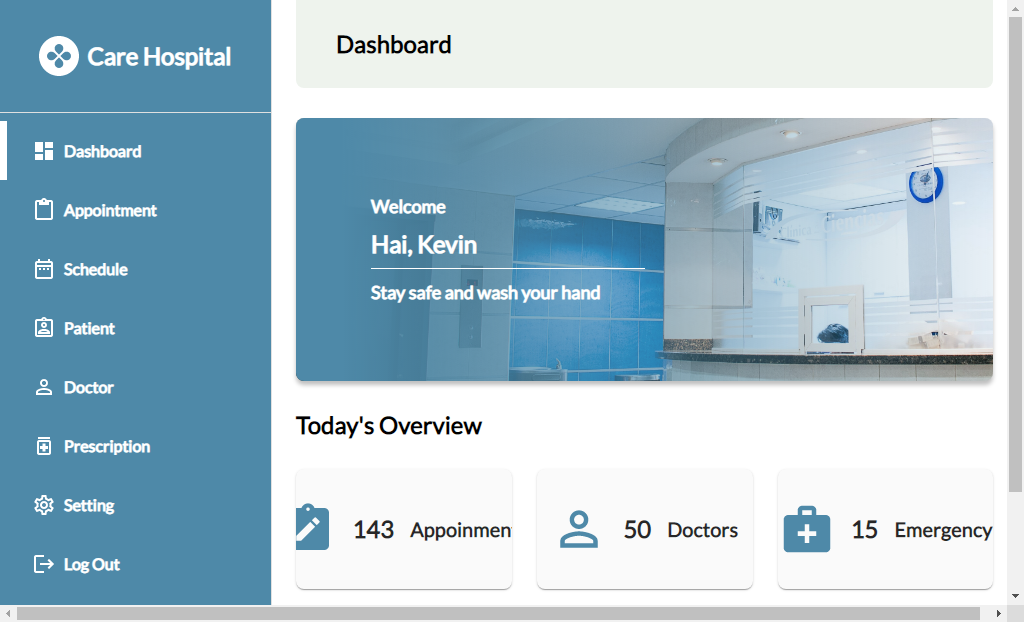 Care Hospital
Dashboard
Appointment
Schedule
Patient
Doctor
Prescription
Setting
Log Out
Dashboard
Welcome
Hai, Kevin
Stay safe and wash your hand
Today's Overview
143 Appoinmen
50 Doctors
15 Emergency